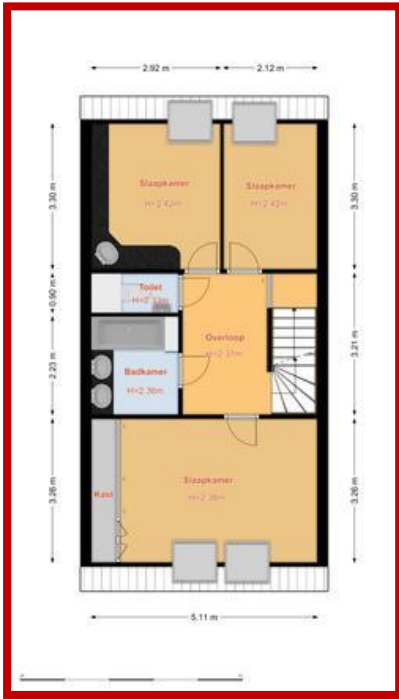 2.92 m
2.12 m
3.30 m
3.30 m
Slaapkamer
H=2.42m
Slaapkamer
H=2.42m
0.90 m
Toilet
3.21 m
2.23 m
Overloop
H=2.37m
Badkamer
H=2.36m
3.26 m
3.26 m
Slaapkamer
H=2.38m
Kast
5.11 m